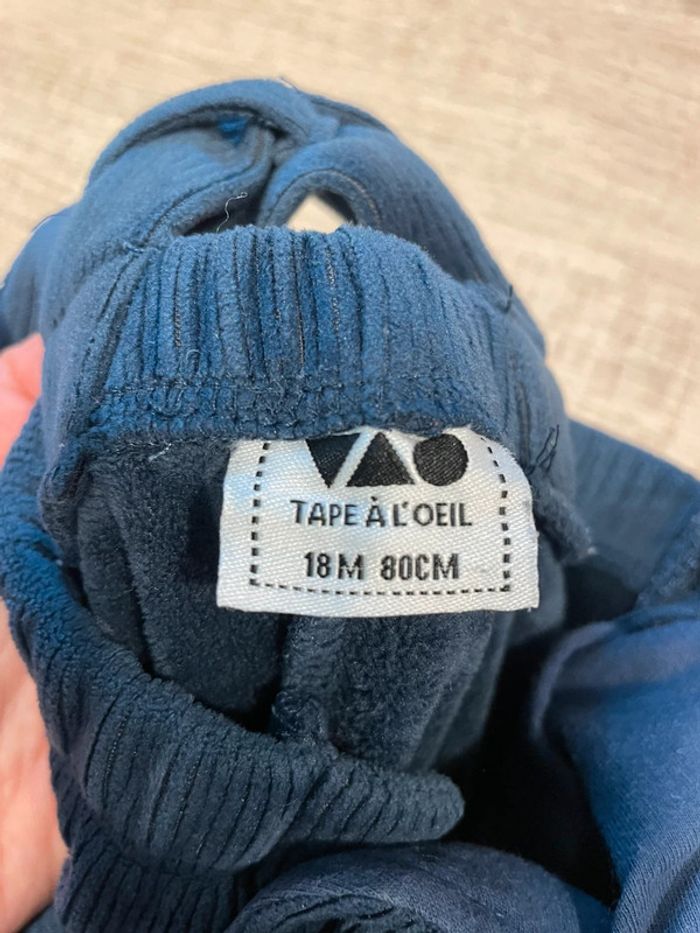 TAPE À L'OEIL
18M 80CM